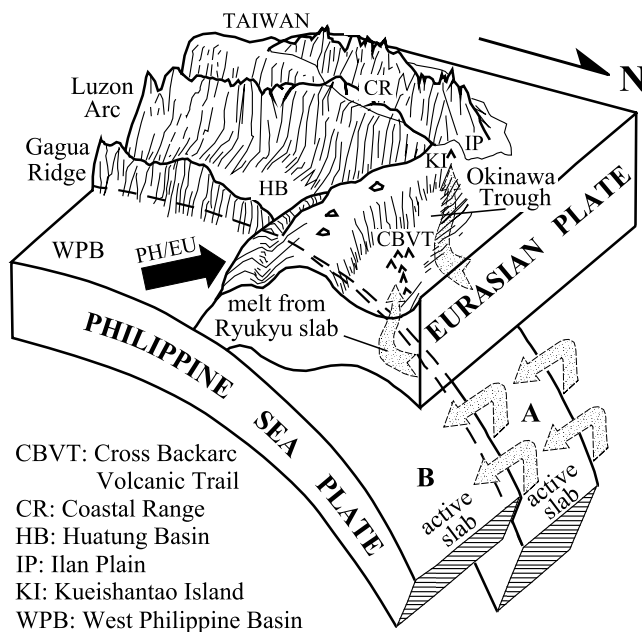 TAIWAN
N
Luzon
Arc
CR
Gagua
Ridge
IP
KI
HB
Okinawa
Trough
WPB
PH/EU
CBVT
melt from
Ryukyu slab
EURASIAN PLATE
PHILIPPINE SEA PLATE
A
B
active
slab
active
slab
CBVT: Cross Backarc
Volcanic Trail
CR: Coastal Range
HB: Huatung Basin
IP: Ilan Plain
KI: Kueishantao Island
WPB: West Philippine Basin